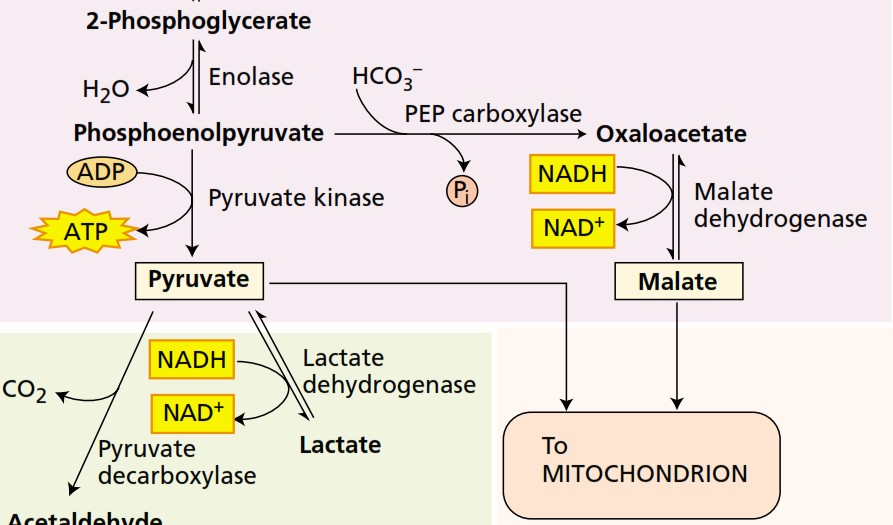 2-Phosphoglycerate
H₂O
Enolase
HCO₃⁻
PEP carboxylase
Phosphoenolpyruvate
Oxaloacetate
ADP
Pyruvate kinase
ATP
Pᵢ
NADH
NAD⁺
Malate
dehydrogenase
Pyruvate
Malate
NADH
NAD⁺
Lactate
dehydrogenase
CO₂
Lactate
Pyruvate
decarboxylase
Acetaldehyde
To
MITOCHONDRION